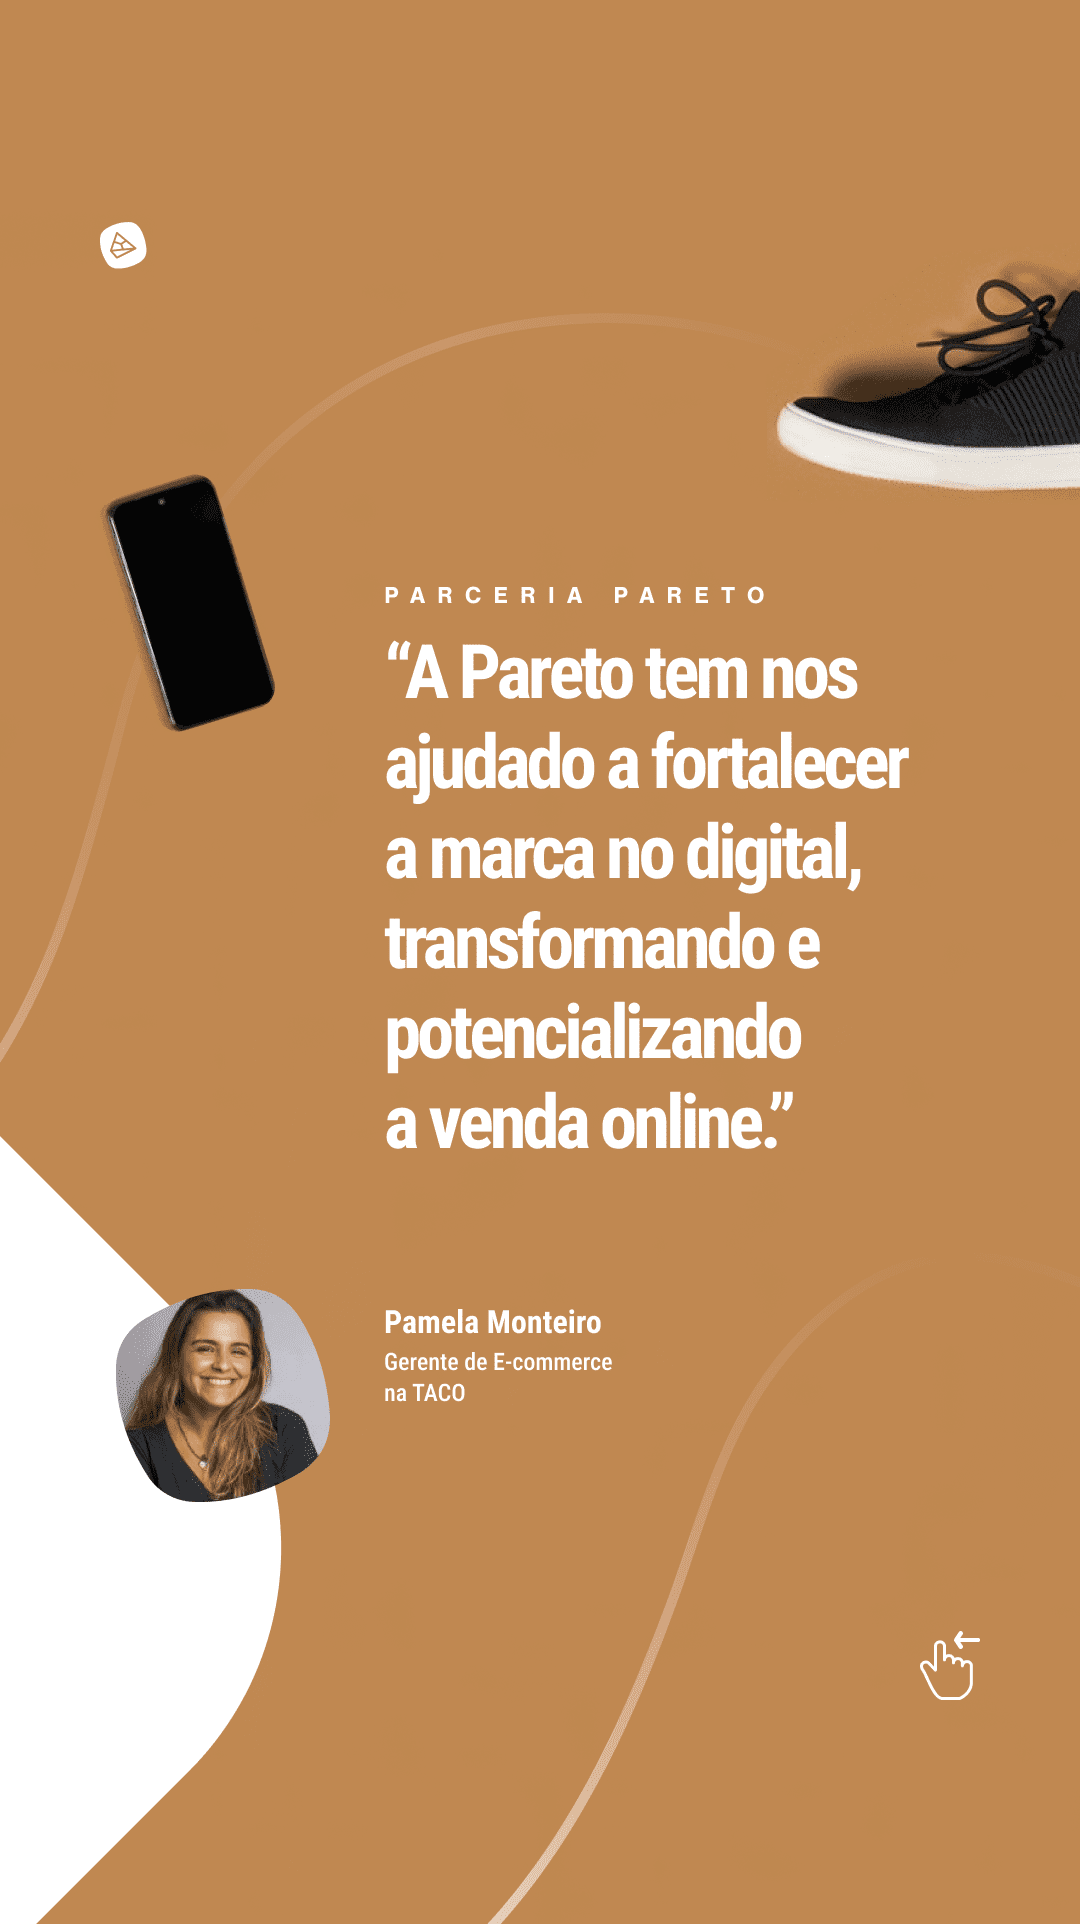 PARCERIA PARETO
“A Pareto tem nos
ajudado a fortalecer
a marca no digital,
transformando e
potencializando
a venda online.”
Pamela Monteiro
Gerente de E-commerce
na TACO